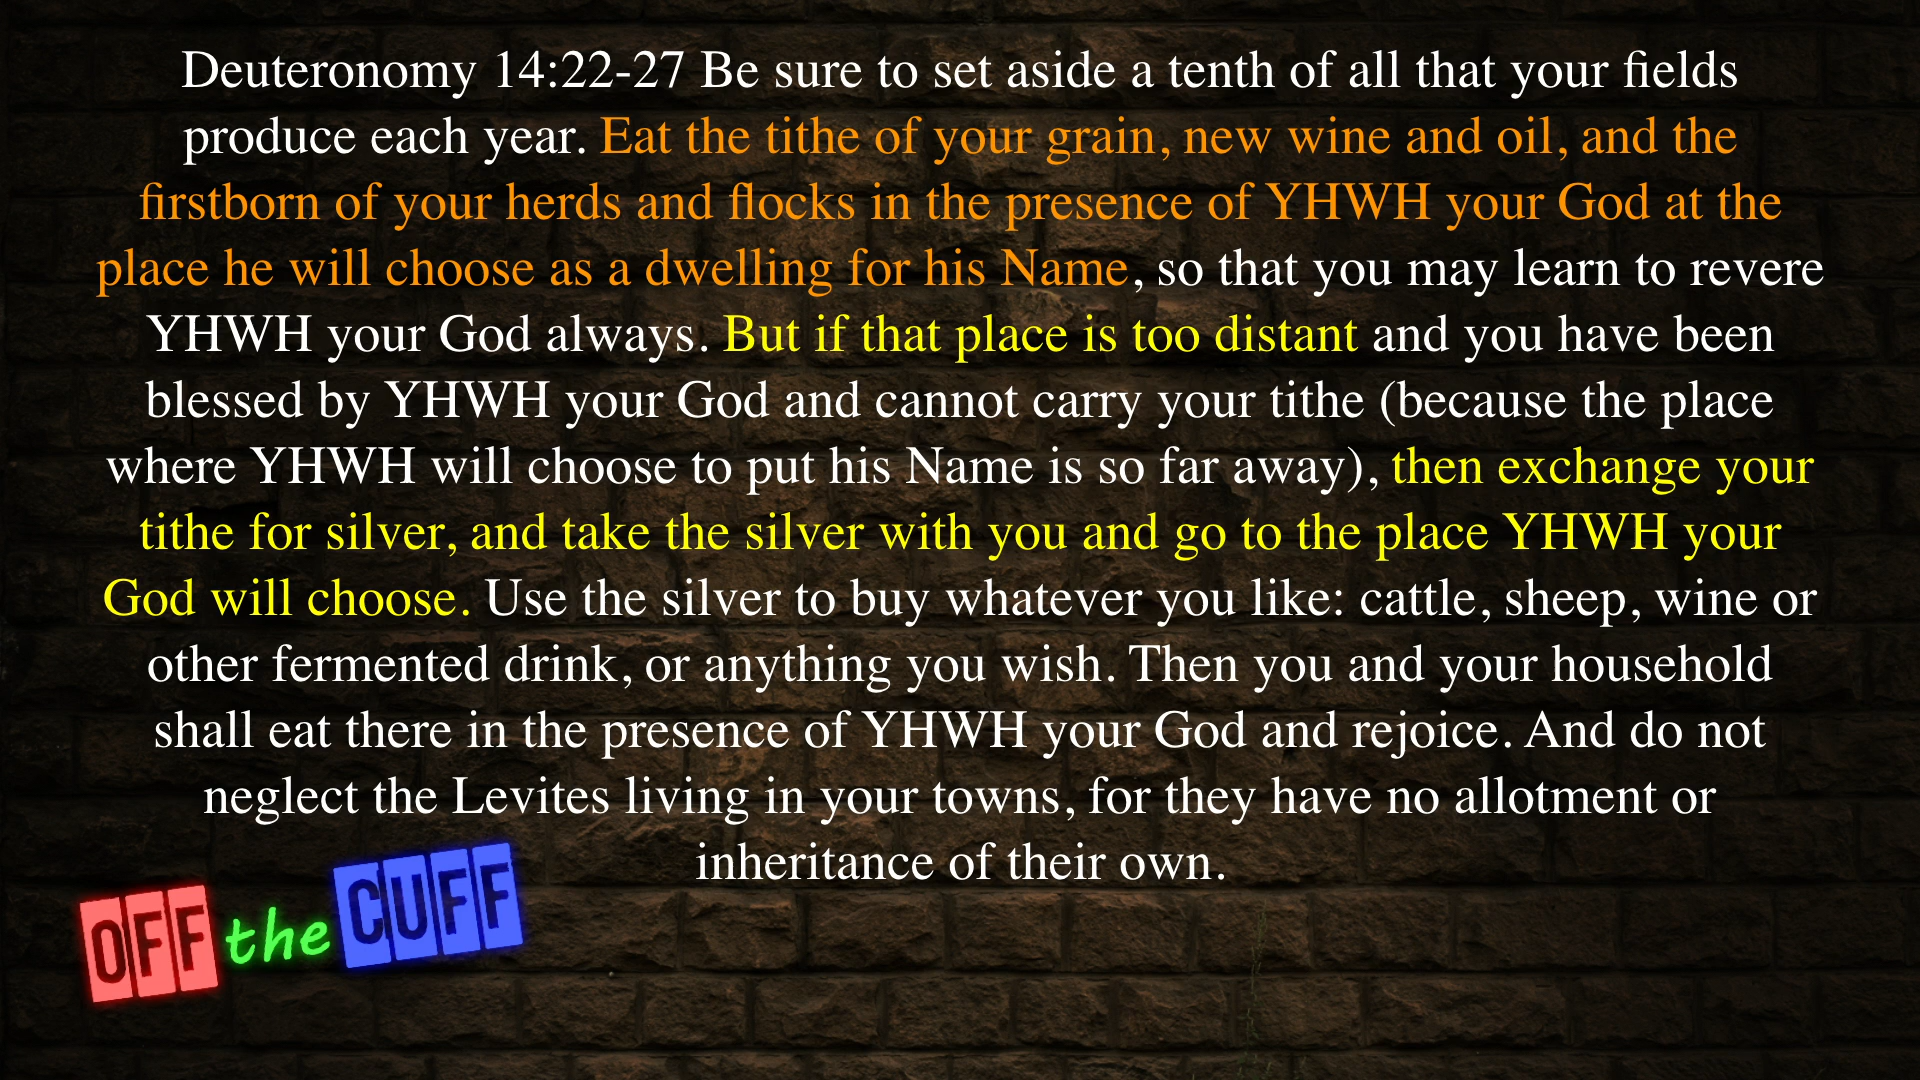 Deuteronomy 14:22-27 Be sure to set aside a tenth of all that your fields
produce each year. Eat the tithe of your grain, new wine and oil, and the
firstborn of your herds and flocks in the presence of YHWH your God at the
place he will choose as a dwelling for his Name, so that you may learn to revere
YHWH your God always. But if that place is too distant and you have been
blessed by YHWH your God and cannot carry your tithe (because the place
where YHWH will choose to put his Name is so far away), then exchange your
tithe for silver, and take the silver with you and go to the place YHWH your
God will choose. Use the silver to buy whatever you like: cattle, sheep, wine or
other fermented drink, or anything you wish. Then you and your household
shall eat there in the presence of YHWH your God and rejoice. And do not
neglect the Levites living in your towns, for they have no allotment or
inheritance of their own.
OFF the CUFF